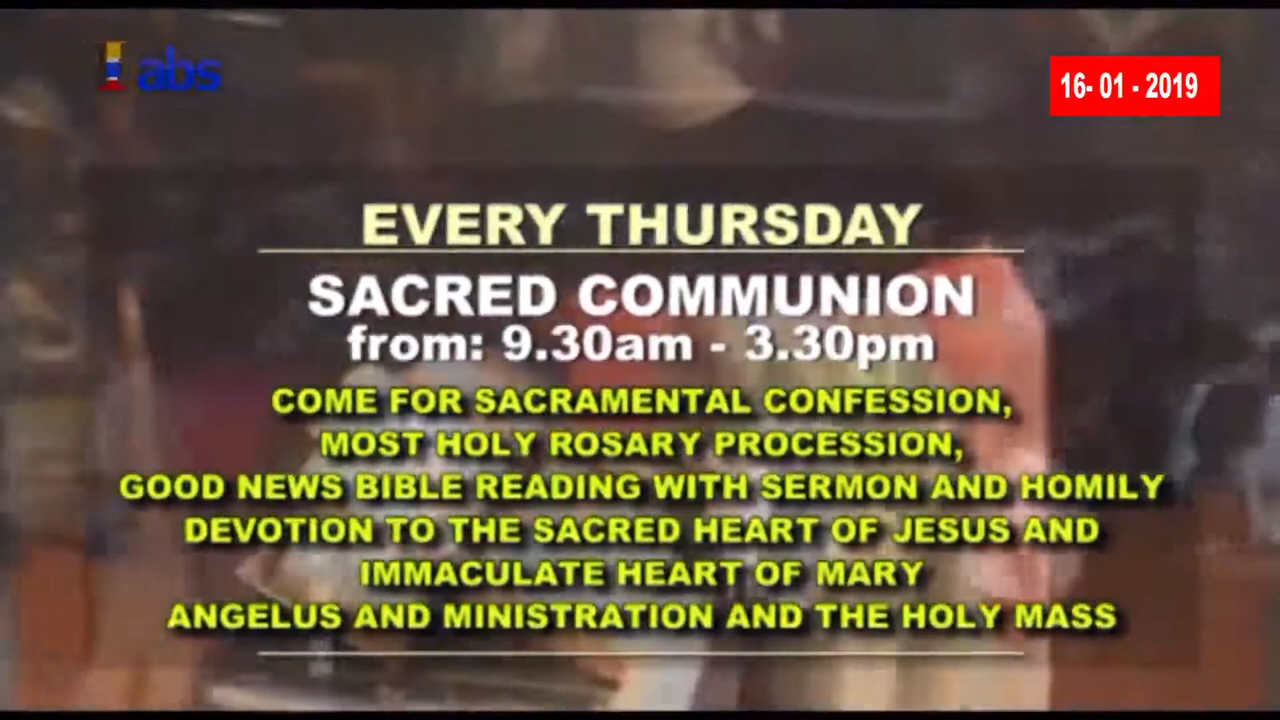 abs
16- 01 - 2019
EVERY THURSDAY
SACRED COMMUNION
from: 9.30am - 3.30pm
COME FOR SACRAMENTAL CONFESSION,
MOST HOLY ROSARY PROCESSION,
GOOD NEWS BIBLE READING WITH SERMON AND HOMILY
DEVOTION TO THE SACRED HEART OF JESUS AND
IMMACULATE HEART OF MARY
ANGELUS AND MINISTRATION AND THE HOLY MASS